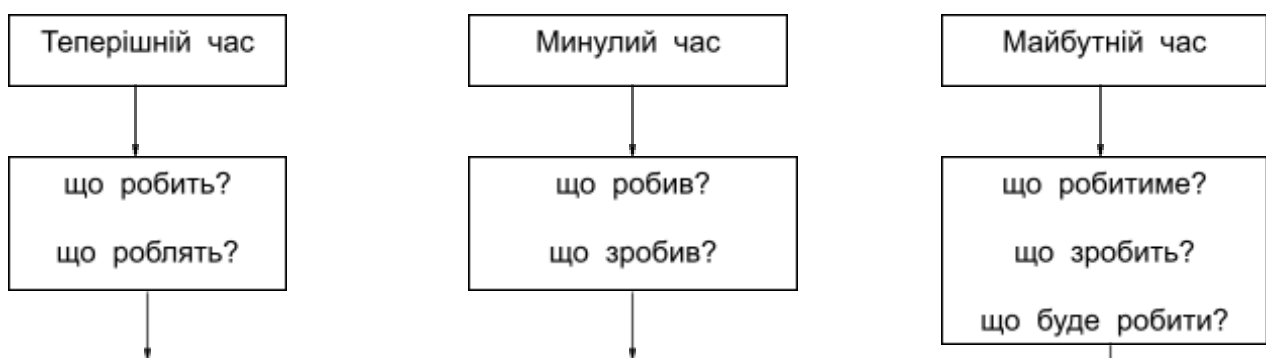 Теперішній час
Минулий час
Майбутній час
що робить?
що роблять?
що робив?
що зробив?
що робитиме?
що зробить?
що буде робити?